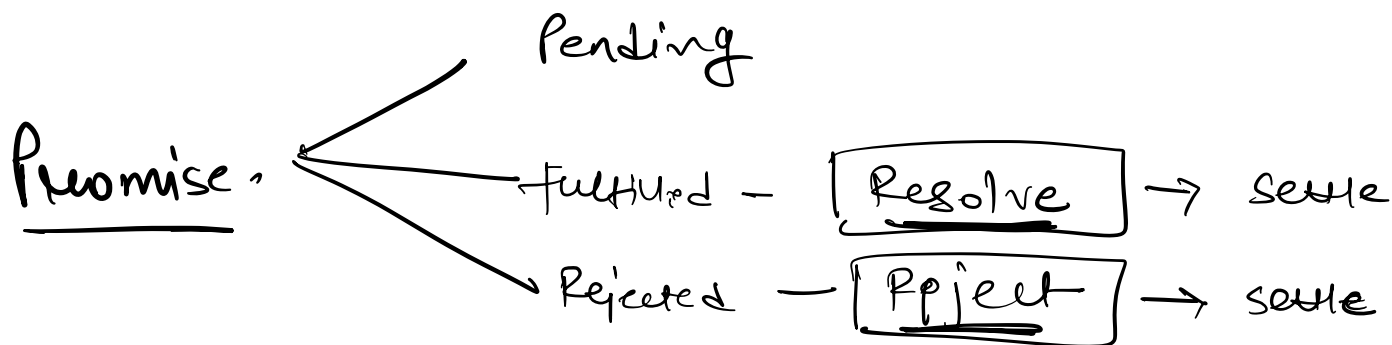 Pending
Promise.
Fulfilled – Resolve → settle
Rejected – Reject → settle